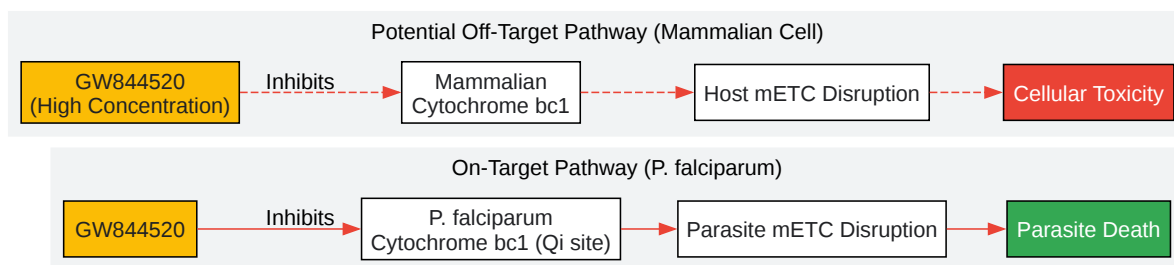 Potential Off-Target Pathway (Mammalian Cell)
GW844520
(High Concentration)
Inhibits
Mammalian
Cytochrome bc1
Host mETC Disruption
Cellular Toxicity
On-Target Pathway (P. falciparum)
GW844520
Inhibits
P. falciparum
Cytochrome bc1 (Qi site)
Parasite mETC Disruption
Parasite Death